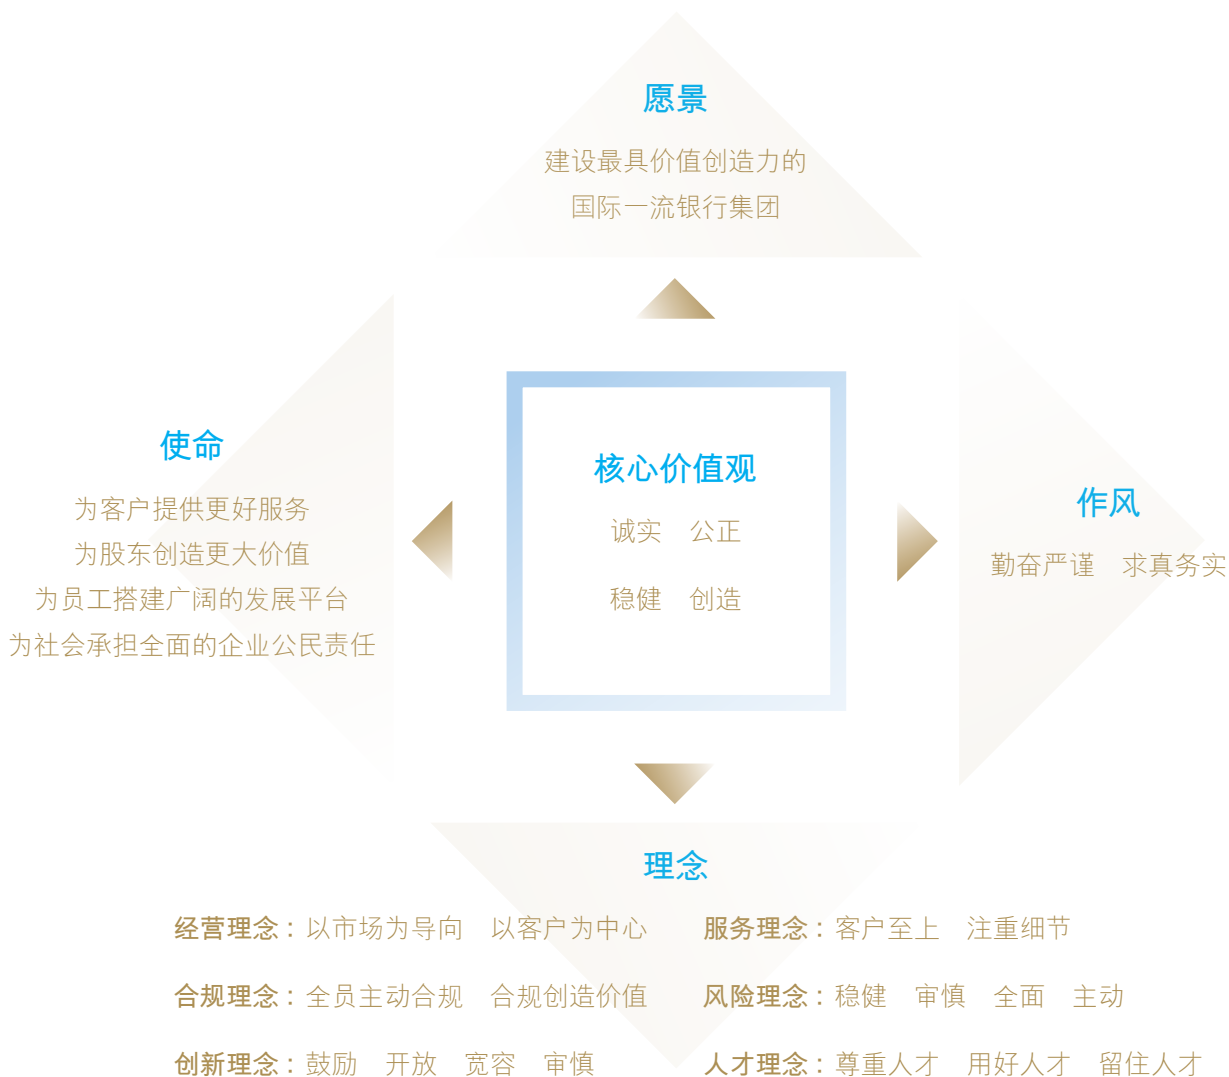 愿景
建设最具价值创造力的
国际一流银行集团
使命
为客户提供更好服务
为股东创造更大价值
为员工搭建广阔的发展平台
为社会承担全面的企业公民责任
核心价值观
诚实 公正
稳健 创造
作风
勤奋严谨 求真务实
理念
经营理念：以市场为导向 以客户为中心 服务理念：客户至上 注重细节
合规理念：全员主动合规 合规创造价值 风险理念：稳健 审慎 全面 主动
创新理念：鼓励 开放 宽容 审慎 人才理念：尊重人才 用好人才 留住人才